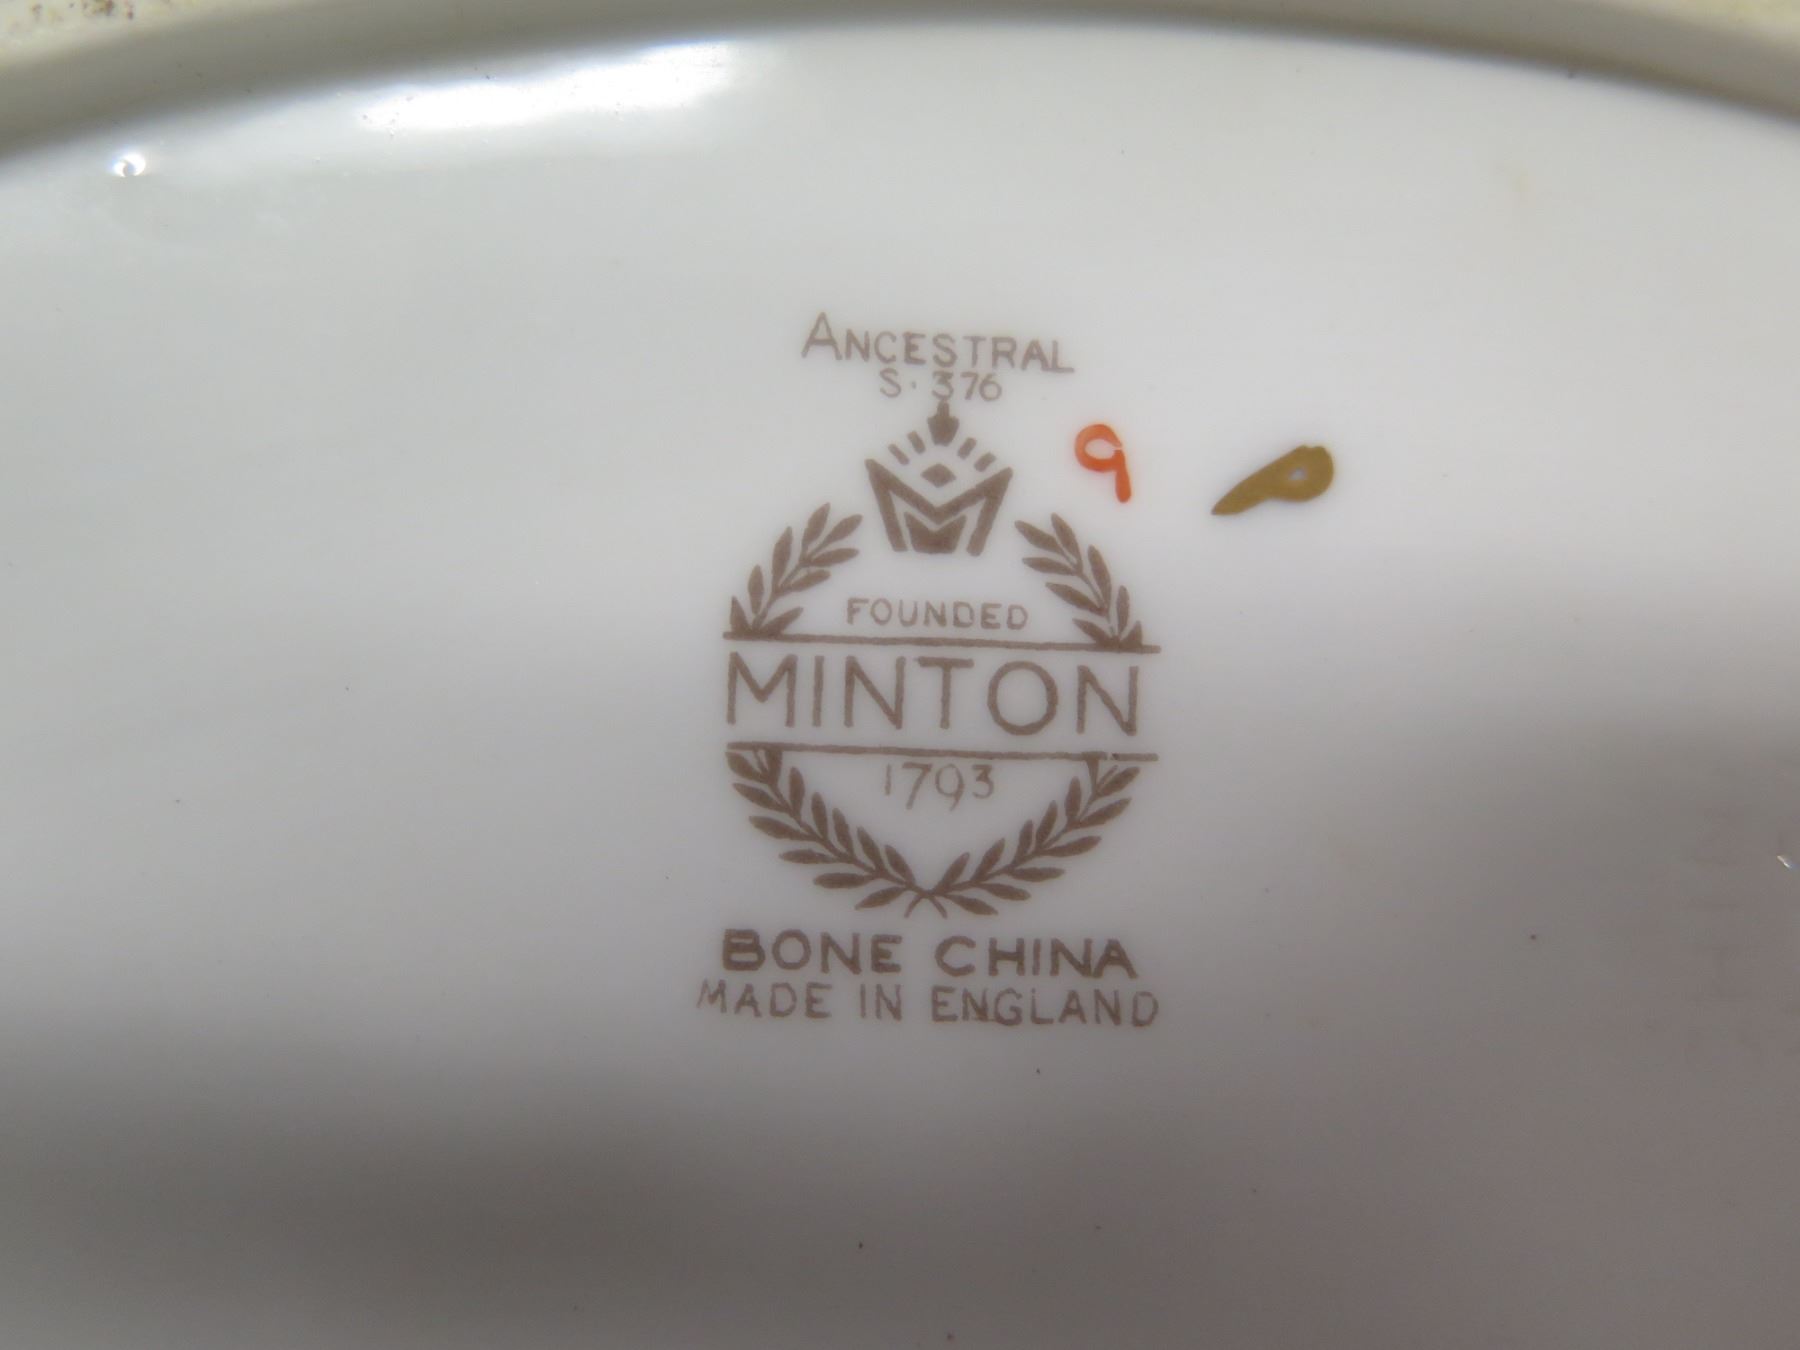 ANCESTRAL
S. 376
9
FOUNDED
MINTON
1793
BONE CHINA
MADE IN ENGLAND